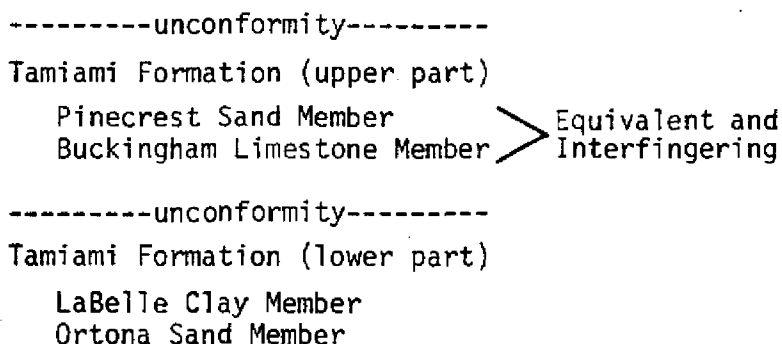 ---------unconformity---------
Tamiami Formation (upper part)
Pinecrest Sand Member
Buckingham Limestone Member
Equivalent and
Interfingering
---------unconformity---------
Tamiami Formation (lower part)
LaBelle Clay Member
Ortona Sand Member